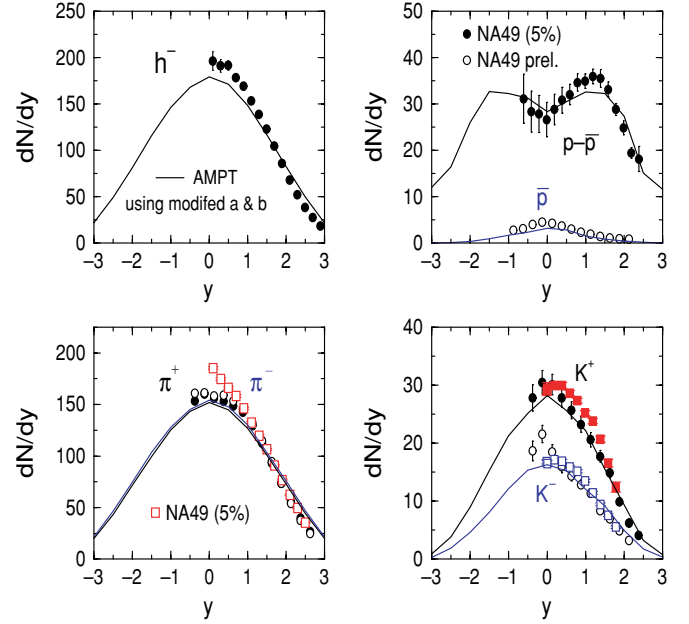 250
200
150
100
50
0
dN/dy
h⁻
— AMPT
using modifed a & b
−3 −2 −1 0 1 2 3
y
50
40
30
20
10
0
dN/dy
● NA49 (5%)
○ NA49 prel.
p–p̅
p̅
−3 −2 −1 0 1 2 3
y
200
150
100
50
0
dN/dy
π⁺ π⁻
□ NA49 (5%)
−3 −2 −1 0 1 2 3
y
40
30
20
10
0
dN/dy
K⁺
K⁻
−3 −2 −1 0 1 2 3
y